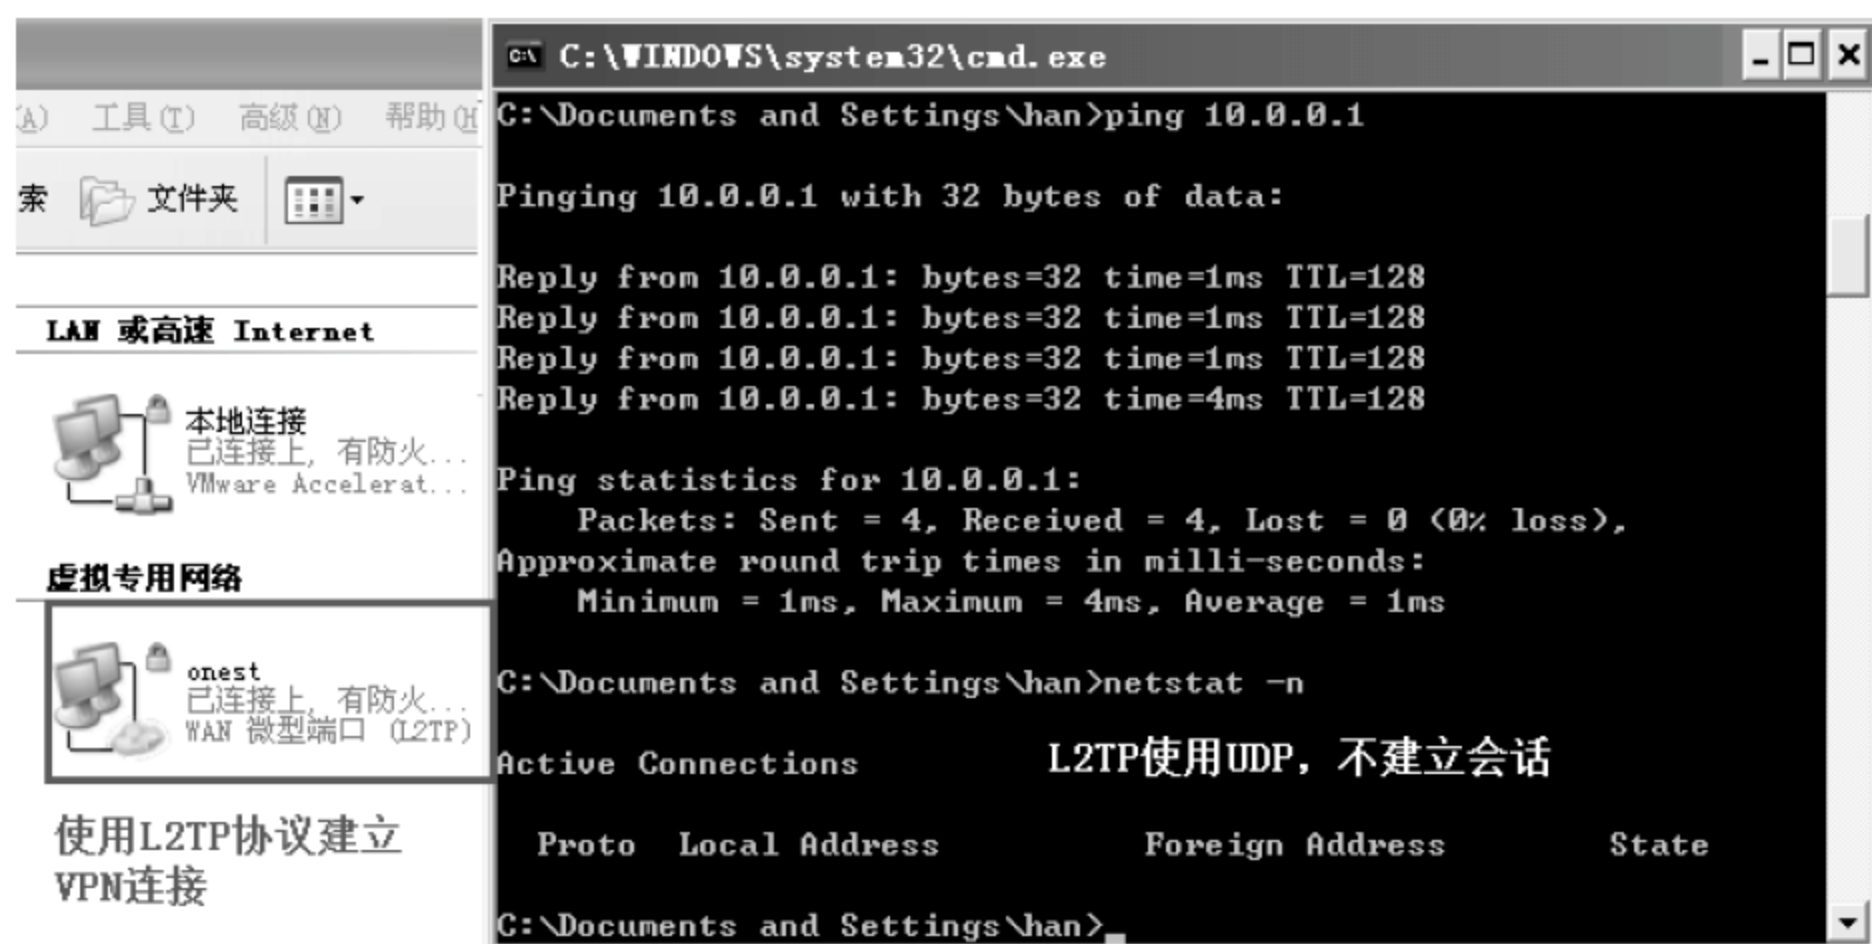 (A) 工具(T) 高级(N) 帮助(H
索 文件夹
LAN 或高速 Internet
本地连接
已连接上, 有防火...
VMware Accelerat...
虚拟专用网络
onest
已连接上, 有防火...
WAN 微型端口 (L2TP)
使用L2TP协议建立
VPN连接
C:\WINDOWS\system32\cmd.exe
C:\Documents and Settings\han>ping 10.0.0.1
Pinging 10.0.0.1 with 32 bytes of data:
Reply from 10.0.0.1: bytes=32 time=1ms TTL=128
Reply from 10.0.0.1: bytes=32 time=1ms TTL=128
Reply from 10.0.0.1: bytes=32 time=1ms TTL=128
Reply from 10.0.0.1: bytes=32 time=4ms TTL=128
Ping statistics for 10.0.0.1:
Packets: Sent = 4, Received = 4, Lost = 0 (0% loss),
Approximate round trip times in milli-seconds:
Minimum = 1ms, Maximum = 4ms, Average = 1ms
C:\Documents and Settings\han>netstat -n
Active Connections
L2TP使用UDP，不建立会话
Proto Local Address Foreign Address State
C:\Documents and Settings\han>_